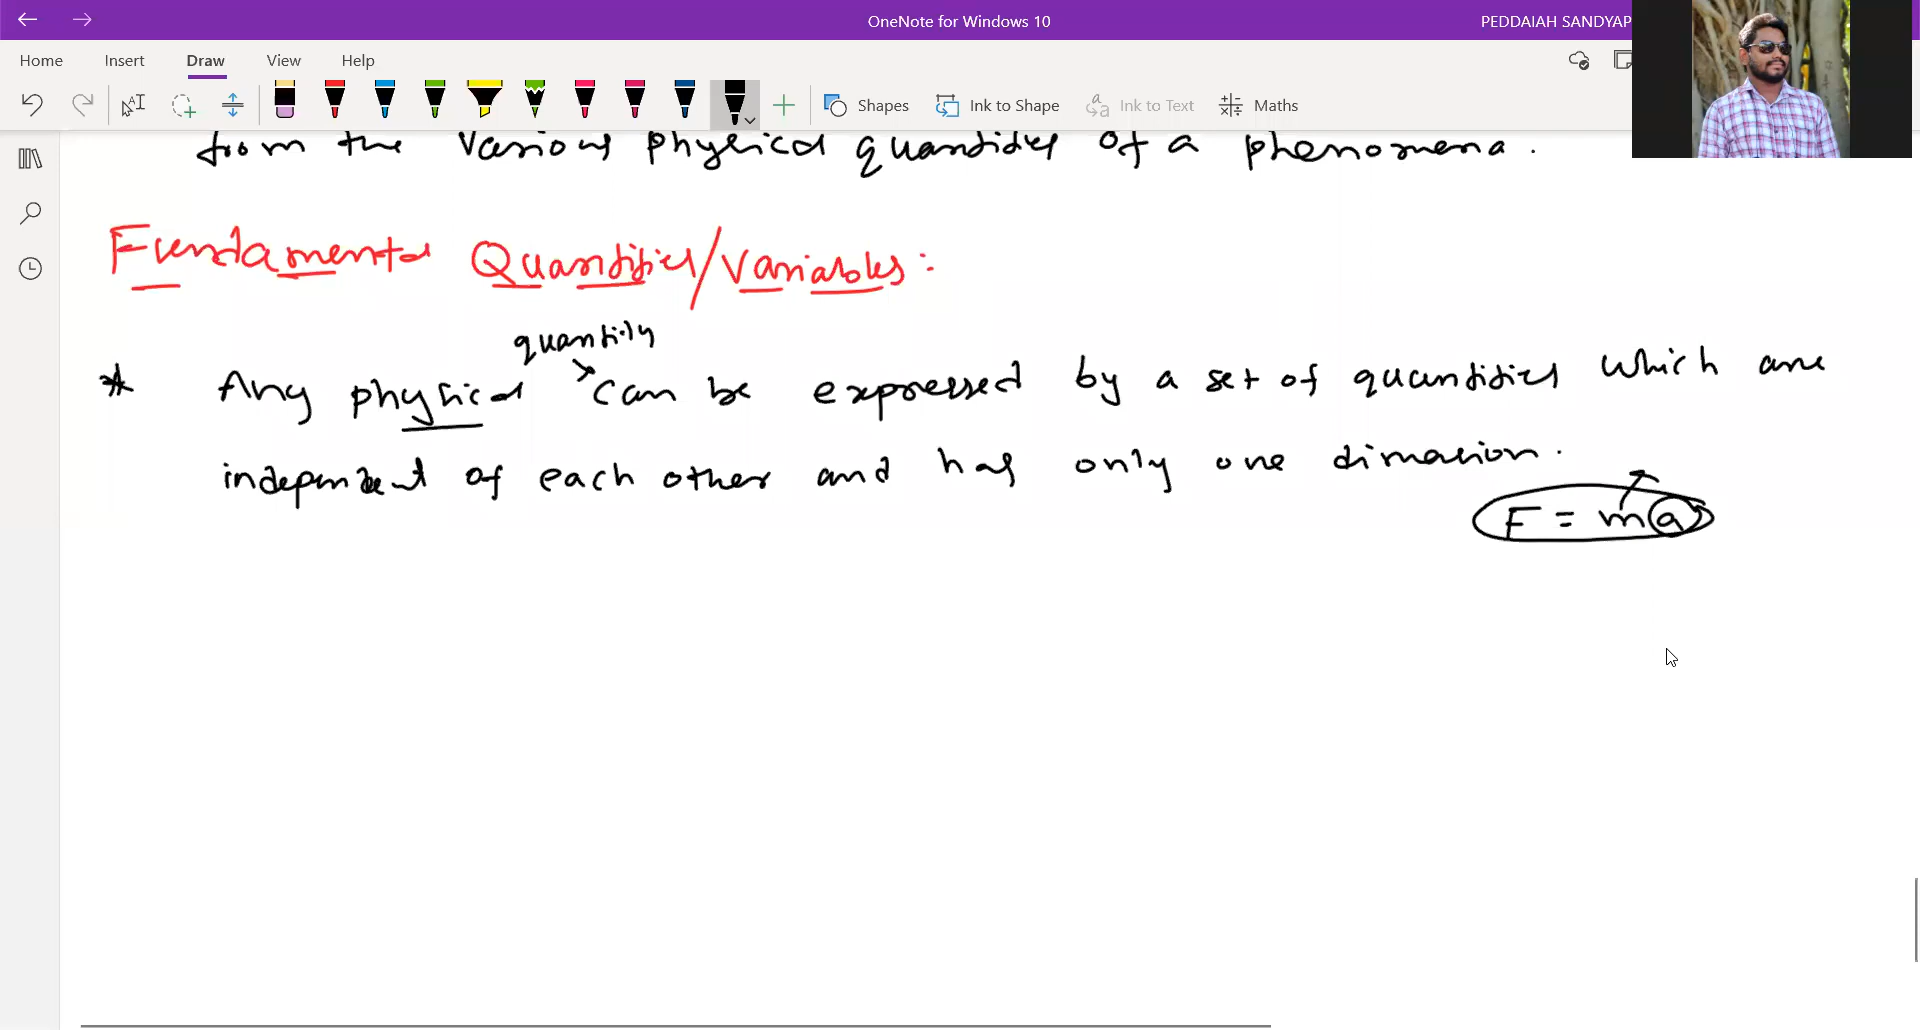 OneNote for Windows 10
PEDDAIAH SANDYAP
Home Insert Draw View Help
Shapes Ink to Shape Ink to Text Maths
from the various physical quantities of a phenomena.
Fundamental Quantities/Variables:
quantity
* Any physical can be expressed by a set of quantities which are
independent of each other and has only one dimension.
F = ma